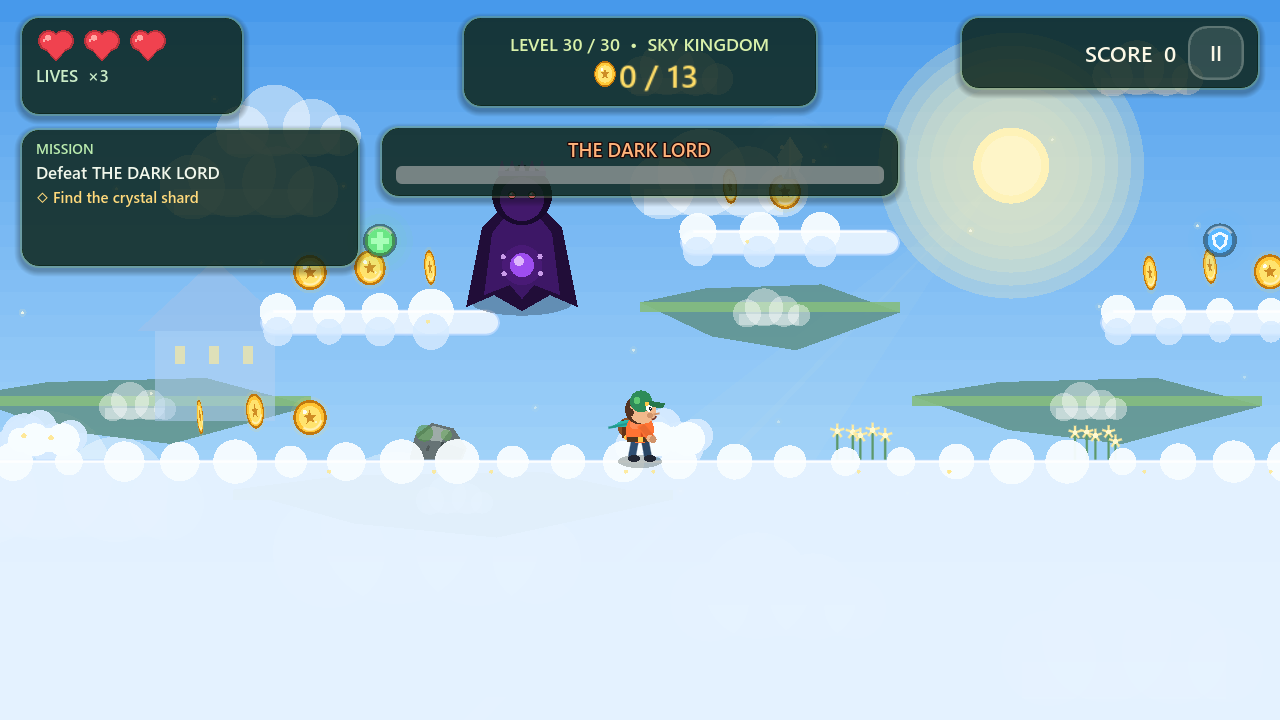 LIVES ×3
LEVEL 30 / 30 • SKY KINGDOM
0 / 13
SCORE 0
MISSION
Defeat THE DARK LORD
◇ Find the crystal shard
THE DARK LORD